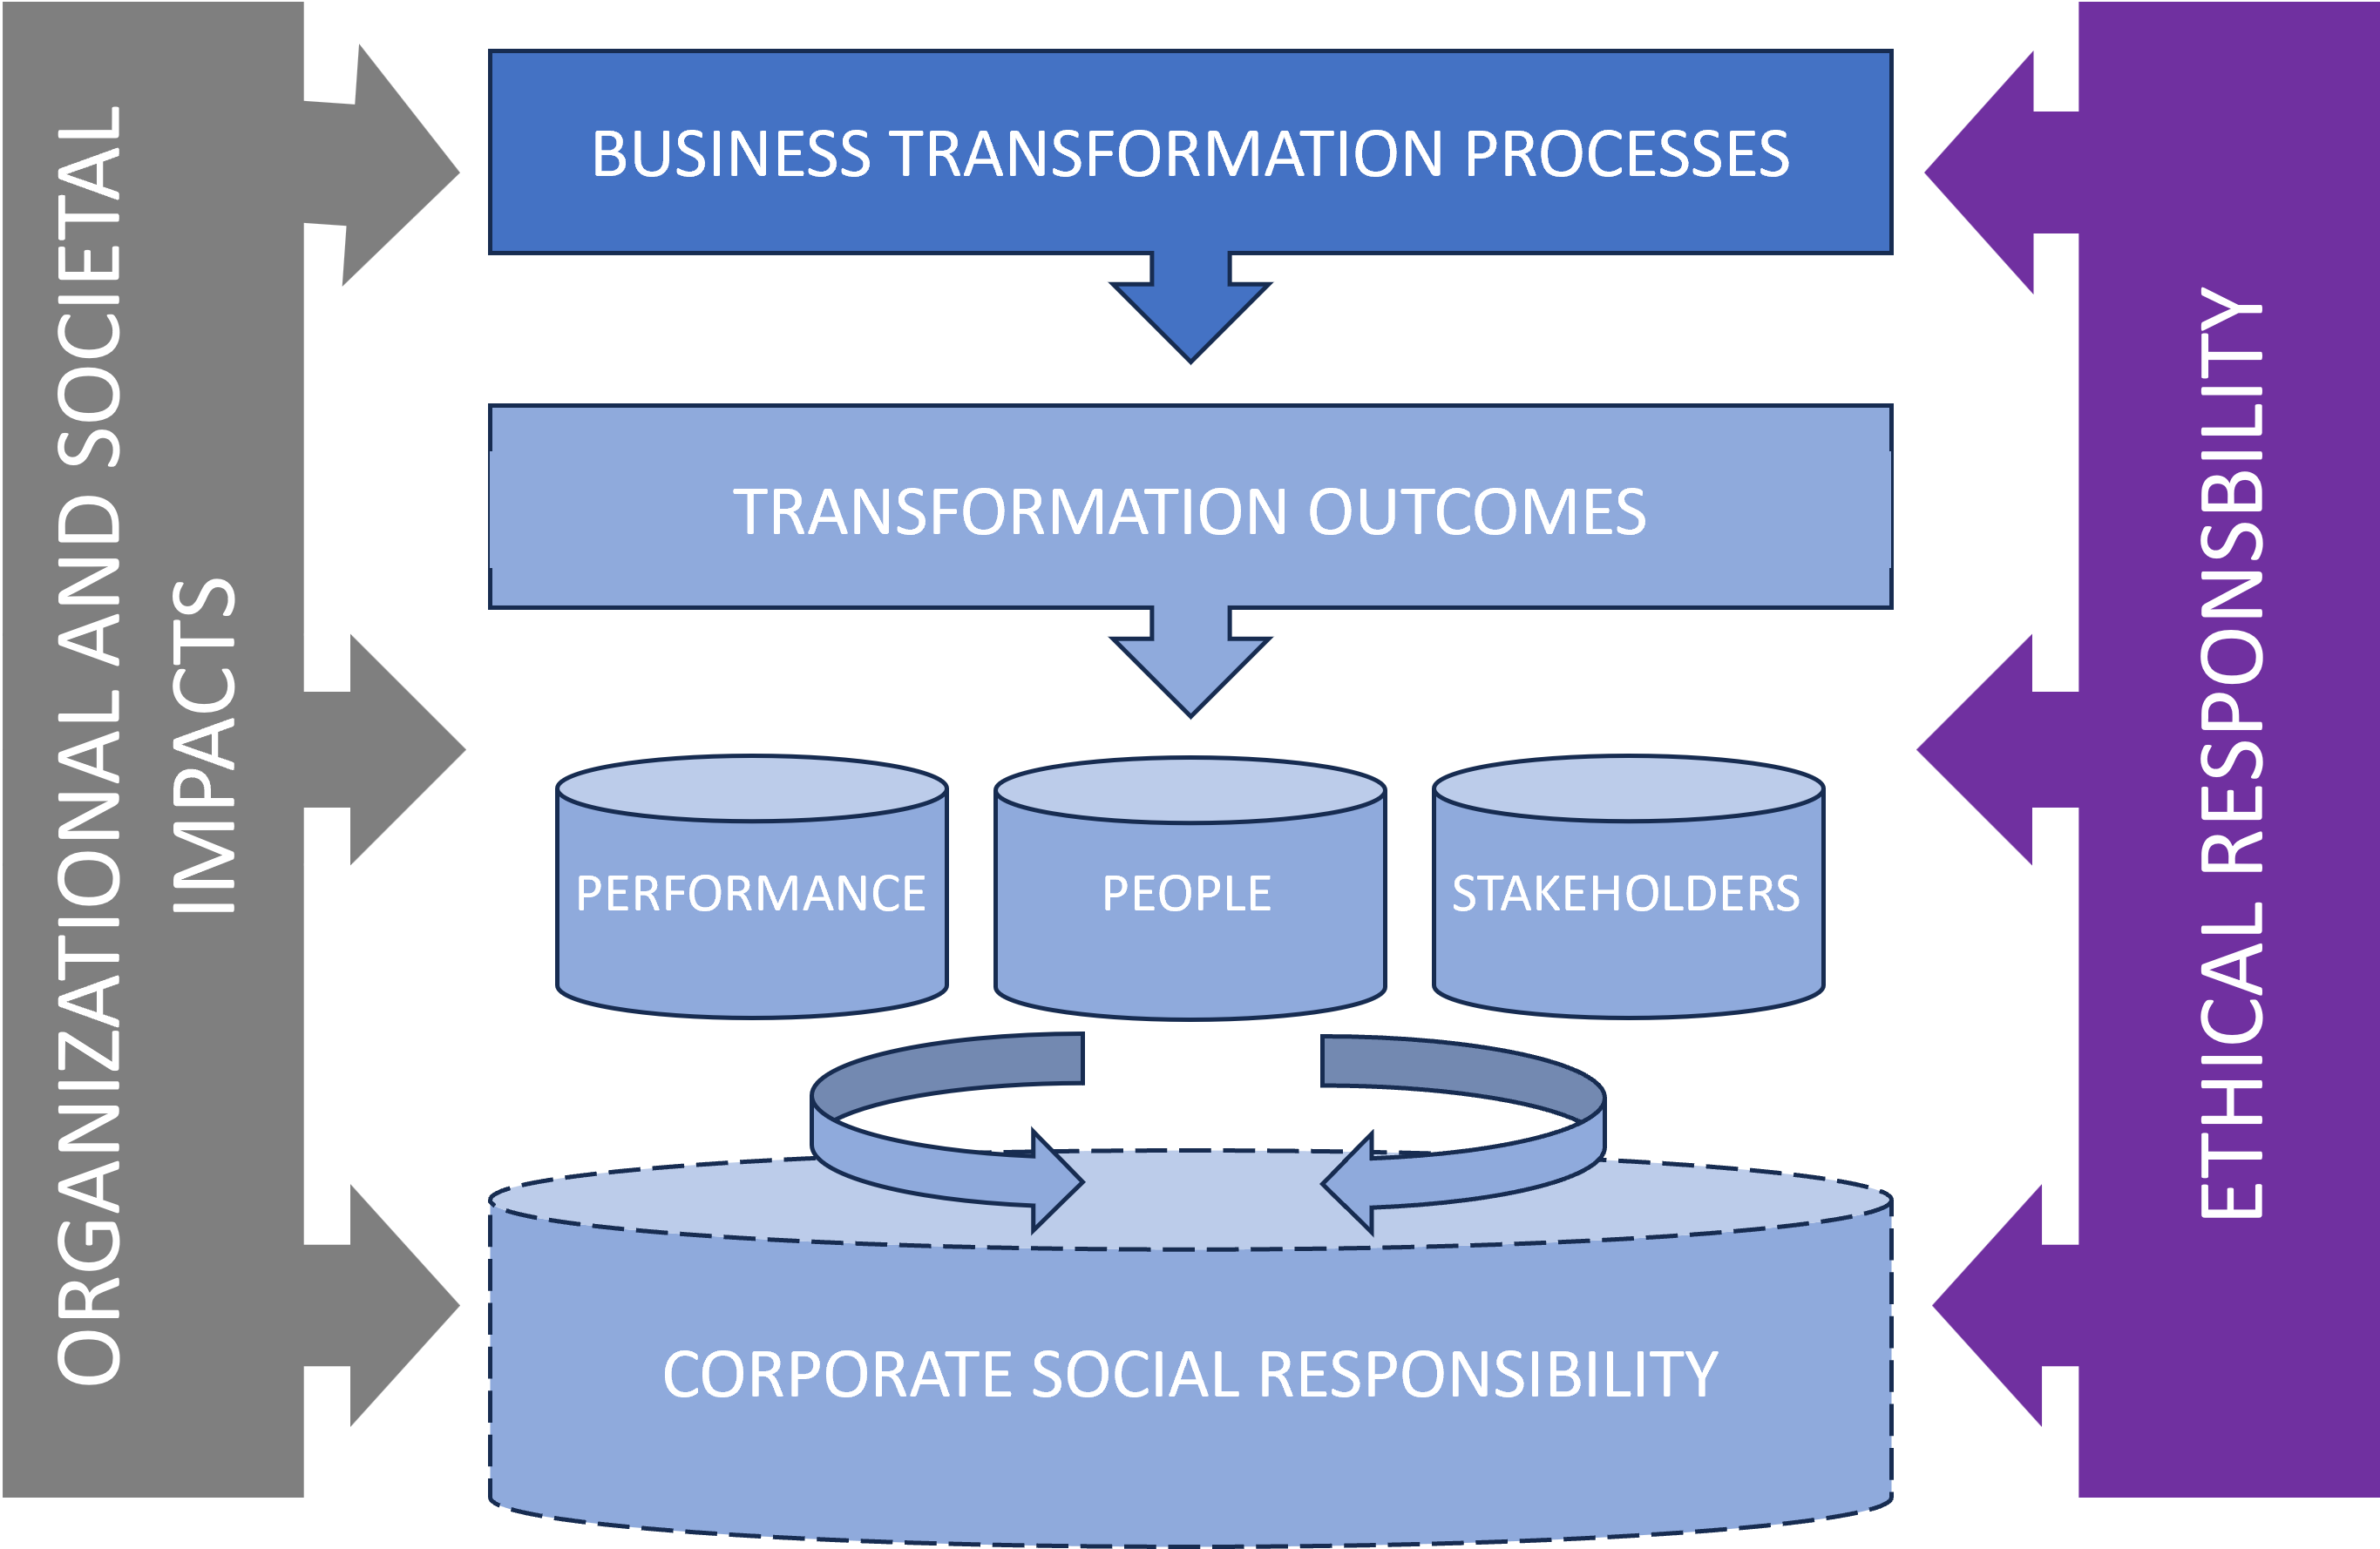 ORGANIZATIONAL AND SOCIETAL
IMPACTS
BUSINESS TRANSFORMATION PROCESSES
TRANSFORMATION OUTCOMES
PERFORMANCE
PEOPLE
STAKEHOLDERS
CORPORATE SOCIAL RESPONSIBILITY
ETHICAL RESPONSBILITY